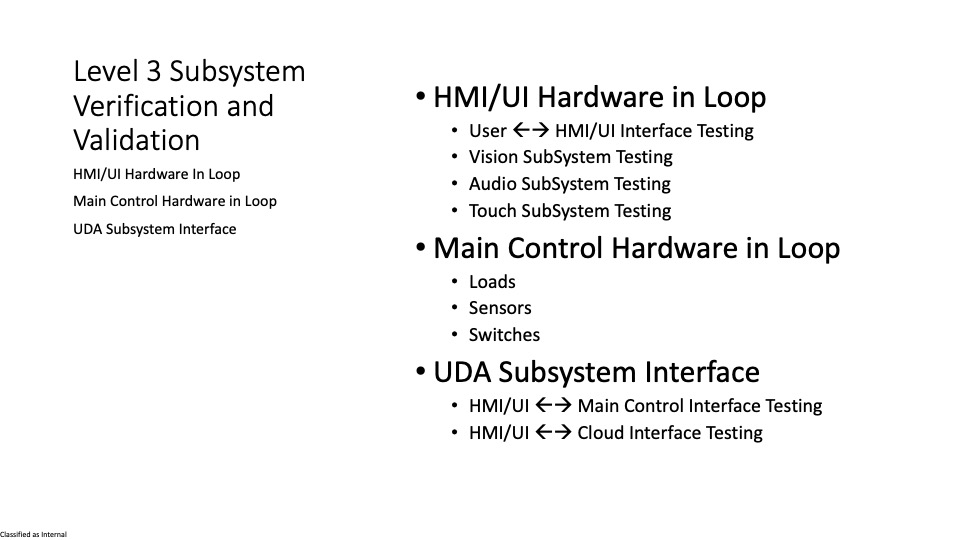 Level 3 Subsystem
Verification and
Validation
HMI/UI Hardware In Loop
Main Control Hardware in Loop
UDA Subsystem Interface
• HMI/UI Hardware in Loop
• User ←→ HMI/UI Interface Testing
• Vision SubSystem Testing
• Audio SubSystem Testing
• Touch SubSystem Testing
• Main Control Hardware in Loop
• Loads
• Sensors
• Switches
• UDA Subsystem Interface
• HMI/UI ←→ Main Control Interface Testing
• HMI/UI ←→ Cloud Interface Testing
Classified as Internal